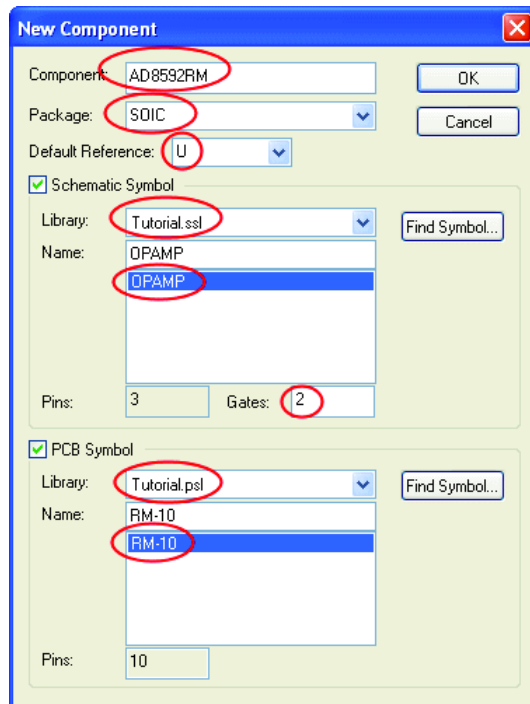 New Component
Component: AD8592RM OK
Package: SOIC Cancel
Default Reference: U
Schematic Symbol
Library: Tutorial.ssl Find Symbol...
Name: OPAMP
OPAMP
Pins: 3 Gates: 2
PCB Symbol
Library: Tutorial.psl Find Symbol...
Name: RM-10
RM-10
Pins: 10